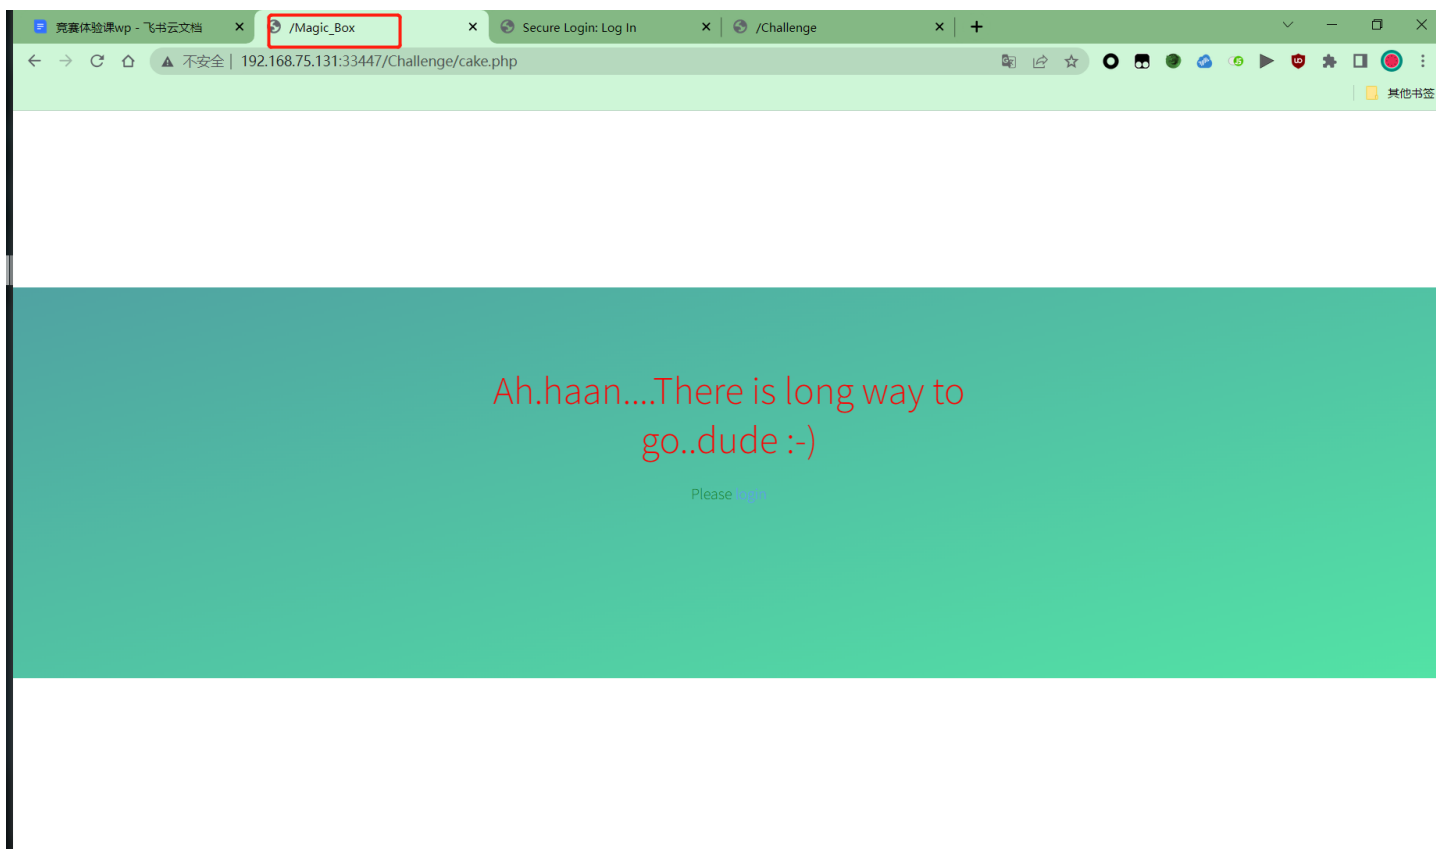 竞赛体验课wp - 飞书云文档
/Magic_Box
Secure Login: Log In
/Challenge
不安全 | 192.168.75.131:33447/Challenge/cake.php
其他书签
Ah.haan....There is long way to
go..dude :-)
Please login